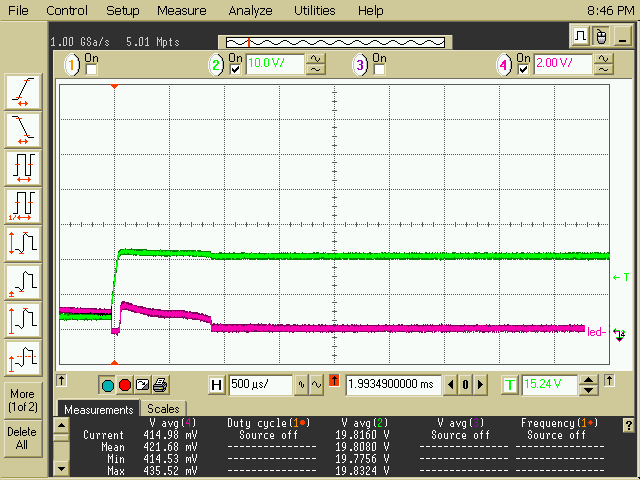 File Control Setup Measure Analyze Utilities Help 8:46 PM
1.00 GSa/s 5.01 Mpts
1 On 2 On 10.0 V/ 3 On 4 On 2.00 V/
T
led
H 500 µs/ 1.9934900000 ms 0 T 15.24 V
More
(1of 2)
Delete
All
Measurements Scales
V avg(4) Duty cycle(1) V avg(2) V avg(3) Frequency(1) ?
Current 414.98 mV Source off 19.8160 V Source off Source off
Mean 421.68 mV -------------- 19.8080 V -------------- --------------
Min 414.53 mV -------------- 19.7756 V -------------- --------------
Max 435.52 mV -------------- 19.8324 V -------------- --------------